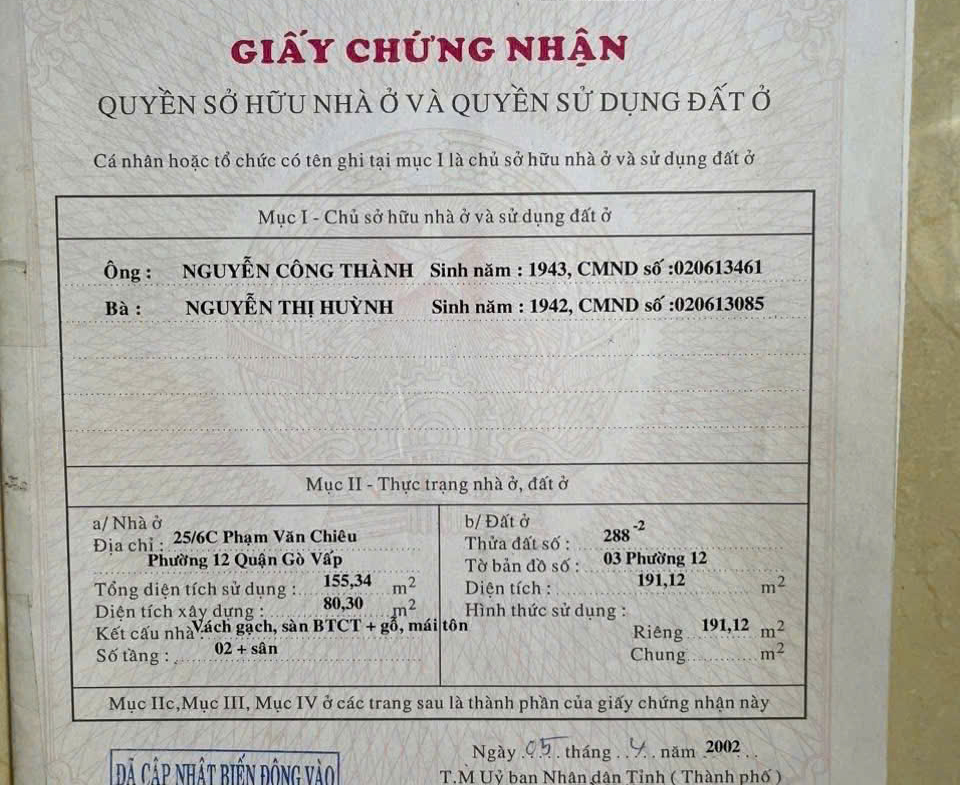 GIẤY CHỨNG NHẬN
QUYỀN SỞ HỮU NHÀ Ở VÀ QUYỀN SỬ DỤNG ĐẤT Ở
Cá nhân hoặc tổ chức có tên ghi tại mục I là chủ sở hữu nhà ở và sử dụng đất ở
Mục I - Chủ sở hữu nhà ở và sử dụng đất ở
Ông : NGUYỄN CÔNG THÀNH Sinh năm : 1943, CMND số :020613461
Bà : NGUYỄN THỊ HUỲNH Sinh năm : 1942, CMND số :020613085
Mục II - Thực trạng nhà ở, đất ở
a/ Nhà ở
Địa chỉ : 25/6C Phạm Văn Chiêu
Phường 12 Quận Gò Vấp
Tổng diện tích sử dụng : 155,34 m²
Diện tích xây dựng : 80,30 m²
Kết cấu nhà : Vách gạch, sàn BTCT + gỗ, mái tôn
Số tầng : 02 + sân
b/ Đất ở
Thửa đất số : 288-2
Tờ bản đồ số : 03 Phường 12
Diện tích : 191,12 m²
Hình thức sử dụng :
Riêng 191,12 m²
Chung m²
Mục IIc,Mục III, Mục IV ở các trang sau là thành phần của giấy chứng nhận này
Ngày 05 tháng 4 năm 2002
ĐÃ CẬP NHẬT BIẾN ĐỘNG VÀO
T.M Uỷ ban Nhân dân Tỉnh ( Thành phố )